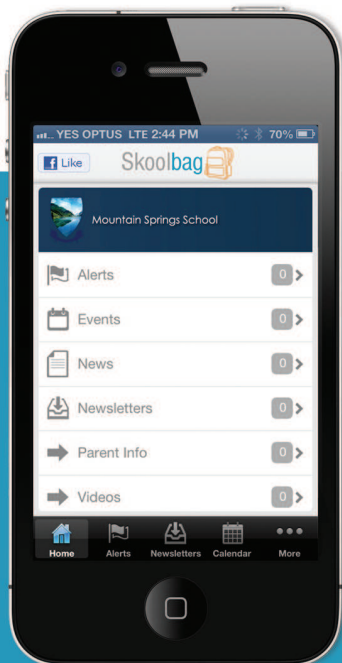 YES OPTUS LTE 2:44 PM 70%
f Like Skoolbag
Mountain Springs School
Alerts 0
Events 0
News 0
Newsletters 0
Parent Info 0
Videos 0
Home Alerts Newsletters Calendar More